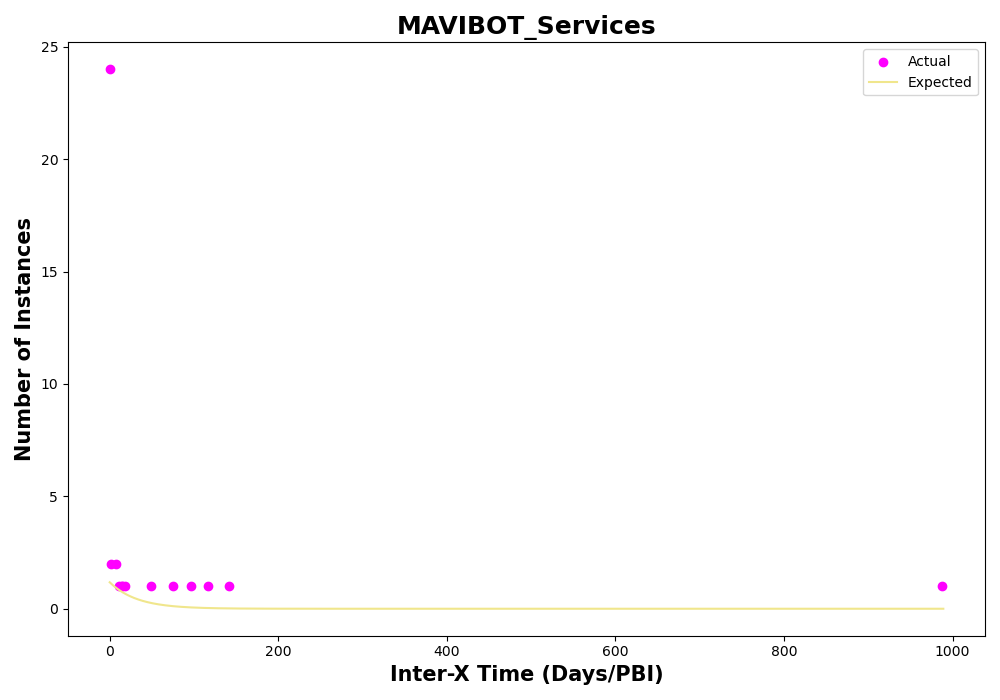 MAVIBOT_Services
25
20
15
10
5
0
Number of Instances
Actual
Expected
0 200 400 600 800 1000
Inter-X Time (Days/PBI)